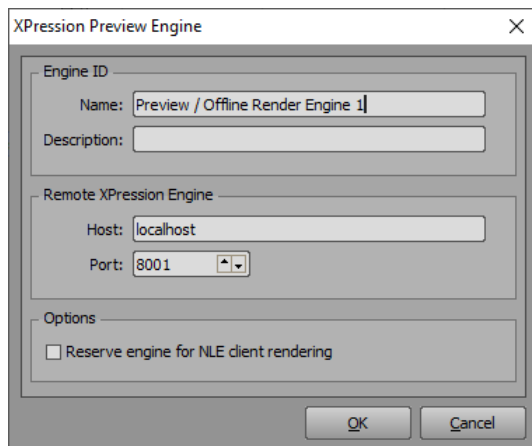 XPression Preview Engine
Engine ID
Name: Preview / Offline Render Engine 1
Description:
Remote XPression Engine
Host: localhost
Port: 8001
Options
Reserve engine for NLE client rendering
OK Cancel